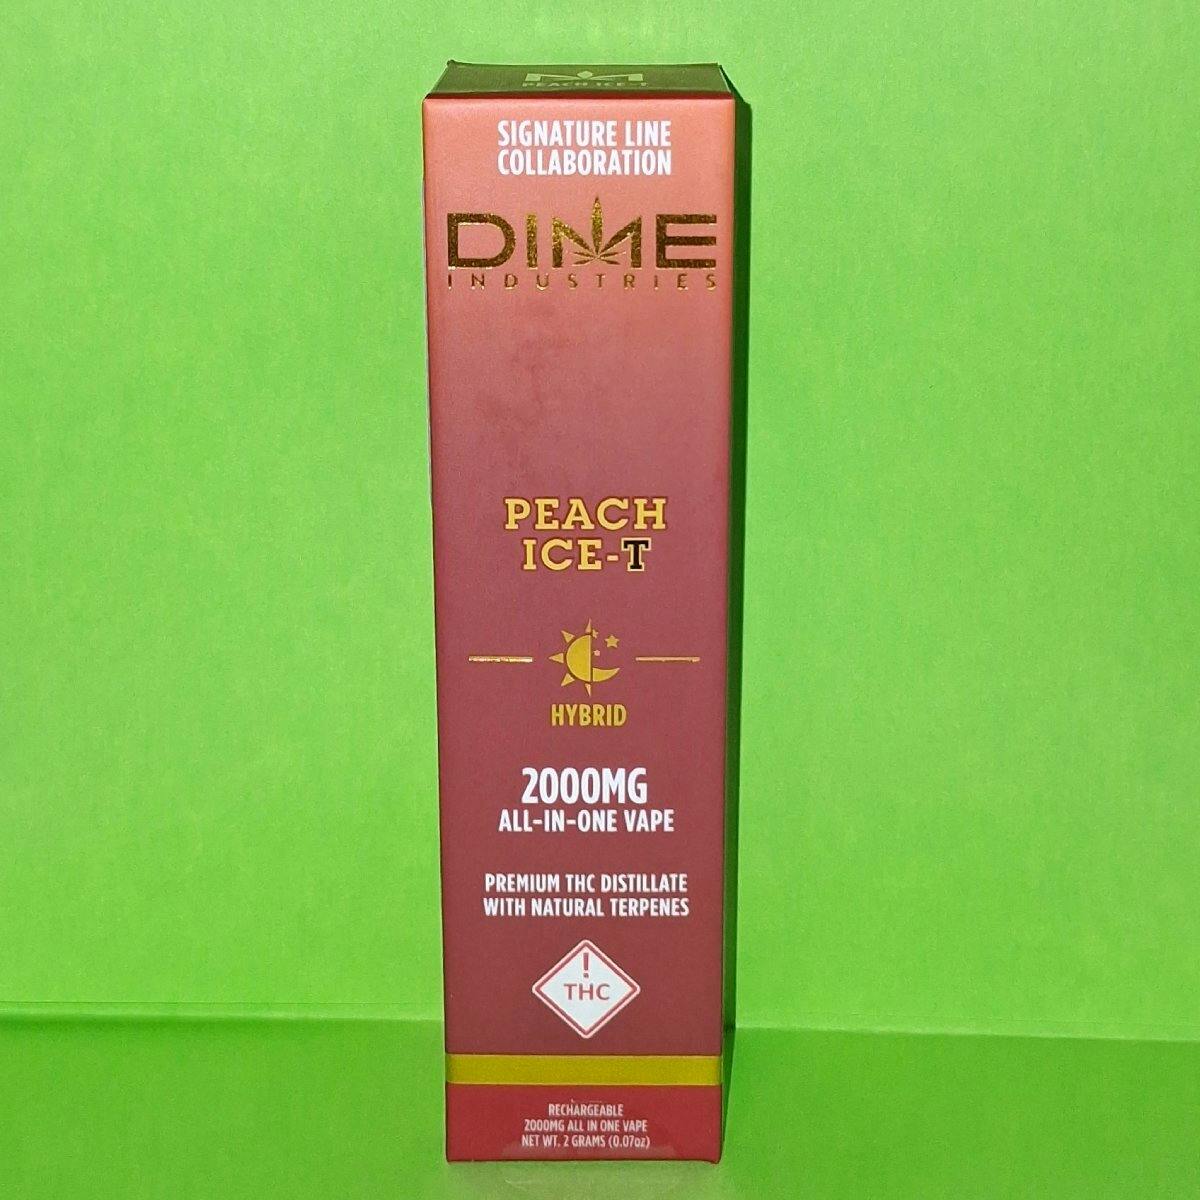 PEACH ICE-T
SIGNATURE LINE
COLLABORATION
DIME
INDUSTRIES
PEACH
ICE-T
HYBRID
2000MG
ALL-IN-ONE VAPE
PREMIUM THC DISTILLATE
WITH NATURAL TERPENES
!
THC
RECHARGEABLE
2000MG ALL IN ONE VAPE
NET WT. 2 GRAMS (0.07oz)